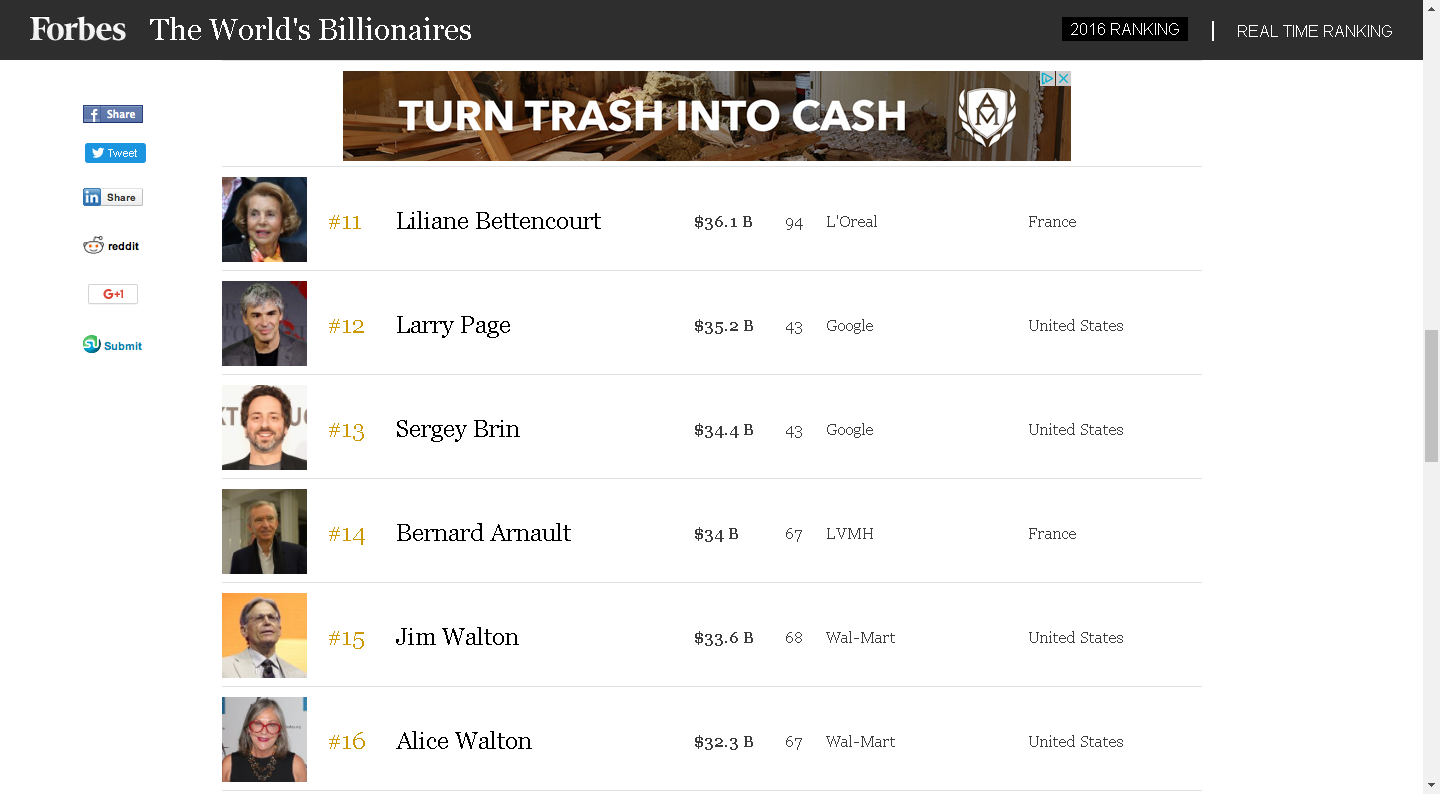 Forbes The World's Billionaires 2016 RANKING | REAL TIME RANKING
TURN TRASH INTO CASH
AM
f Share
Tweet
in Share
reddit
G+1
Submit
#11 Liliane Bettencourt $36.1 B 94 L'Oreal France
#12 Larry Page $35.2 B 43 Google United States
#13 Sergey Brin $34.4 B 43 Google United States
#14 Bernard Arnault $34 B 67 LVMH France
#15 Jim Walton $33.6 B 68 Wal-Mart United States
#16 Alice Walton $32.3 B 67 Wal-Mart United States